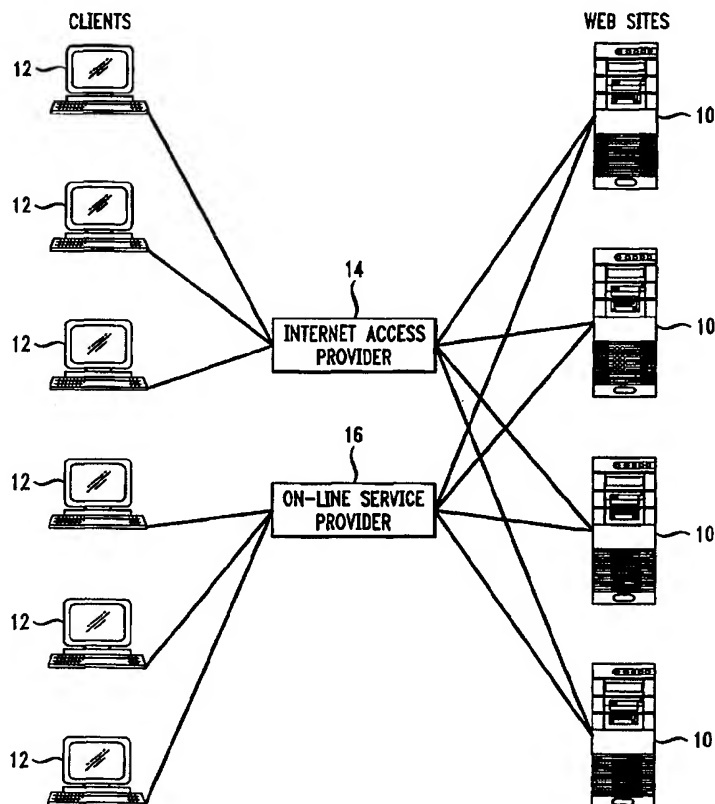 CLIENTS
WEB SITES
12
10
12
14
INTERNET ACCESS
PROVIDER
10
12
16
ON-LINE SERVICE
PROVIDER
12
10
12
12
10